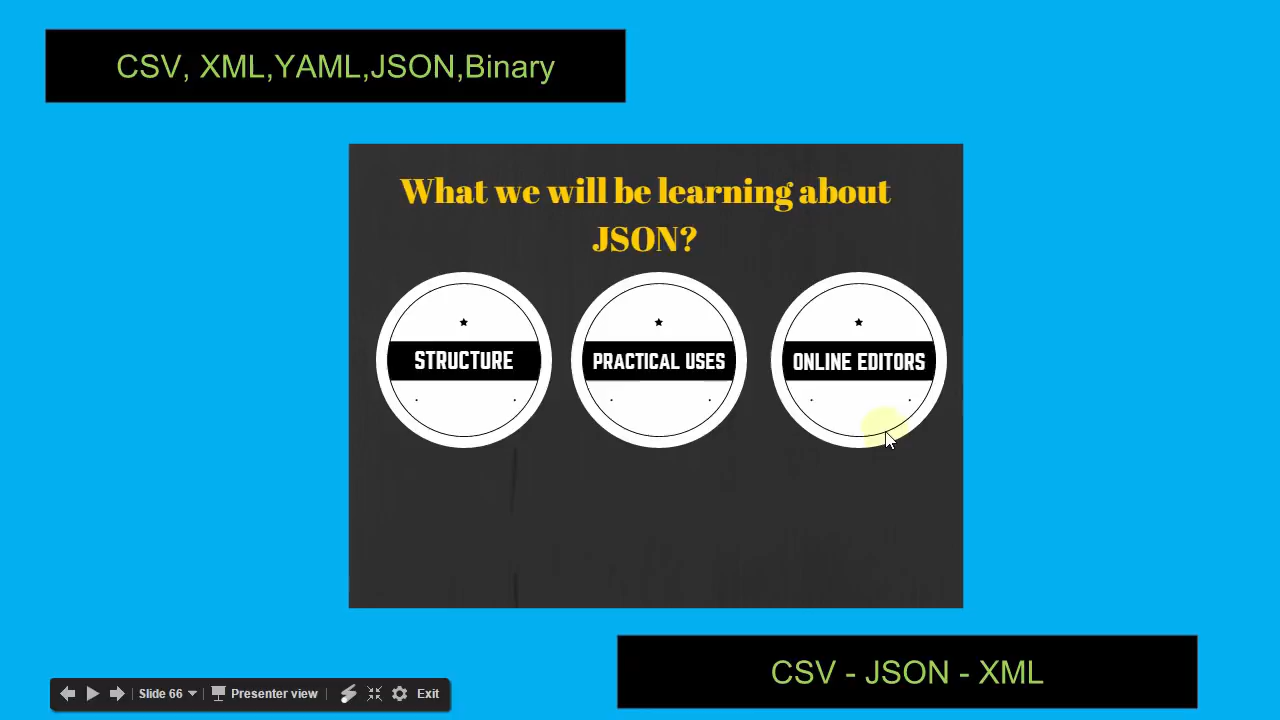 CSV, XML,YAML,JSON,Binary
What we will be learning about
JSON?
STRUCTURE
PRACTICAL USES
ONLINE EDITORS
CSV - JSON - XML
Slide 66
Presenter view
Exit